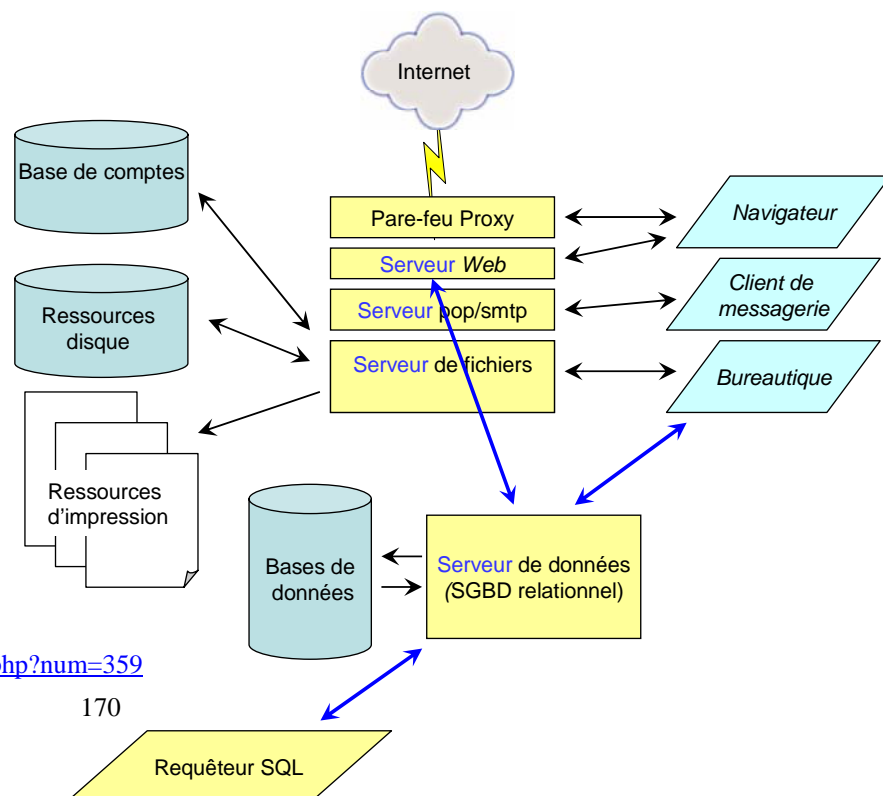 Internet
Base de comptes
Pare-feu Proxy
Navigateur
Serveur Web
Client de
messagerie
Serveur pop/smtp
Ressources
disque
Serveur de fichiers
Bureautique
Ressources
d'impression
Bases de
données
Serveur de données
(SGBD relationnel)
php?num=359
170
Requêteur SQL